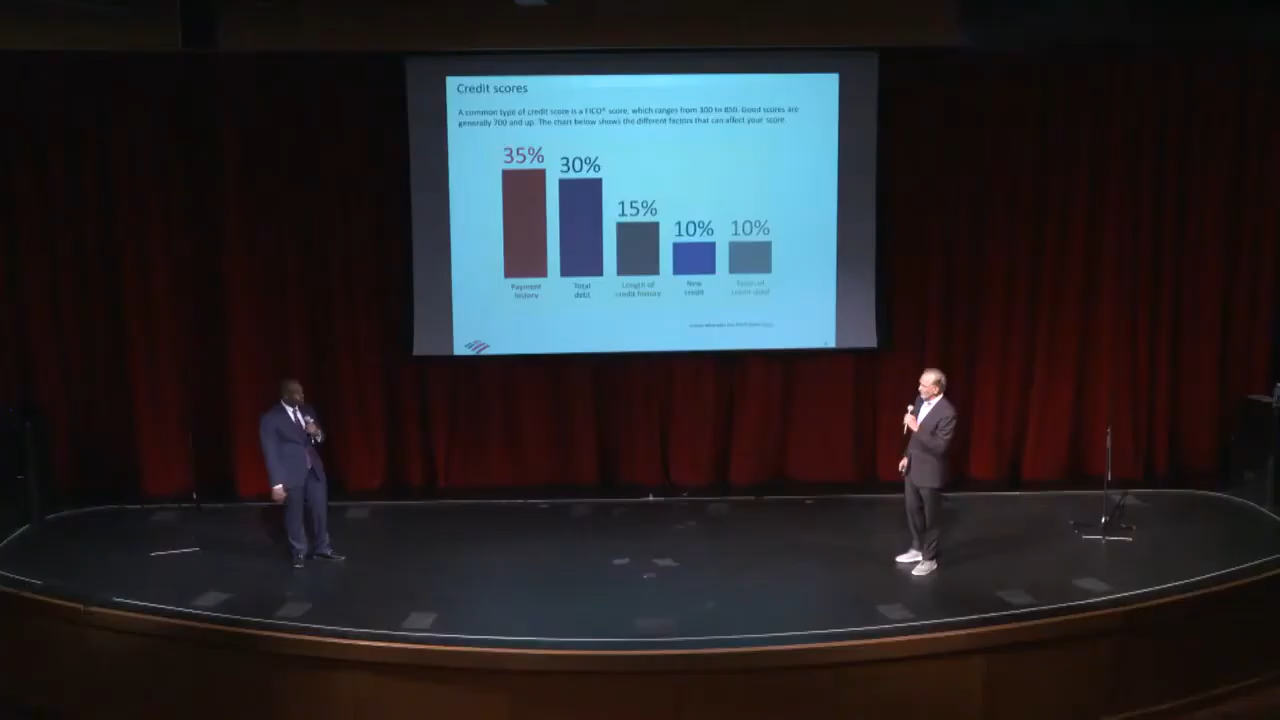 Credit scores
A common type of credit score is a FICO® score, which ranges from 300 to 850. Good scores are
generally 700 and up. The chart below shows the different factors that can affect your score.
35%
30%
15%
10%
10%
Payment
history
Total
debt
Length of
credit history
New
credit